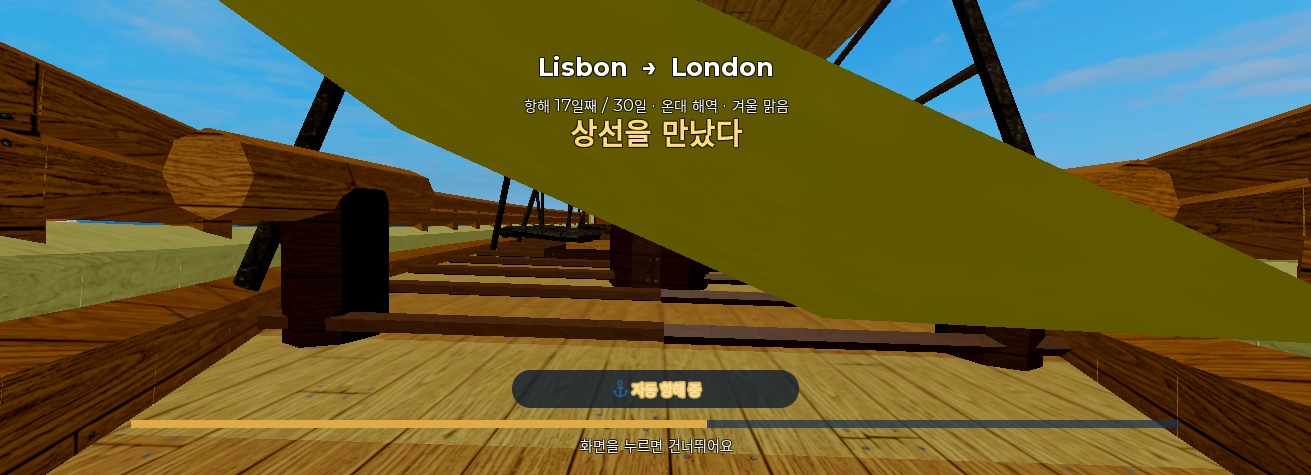 Lisbon → London
항해 17일째 / 30일 · 온대 해역 · 겨울 맑음
상선을 만났다
⚓ 자동 항해 중
화면을 누르면 건너뛰어요